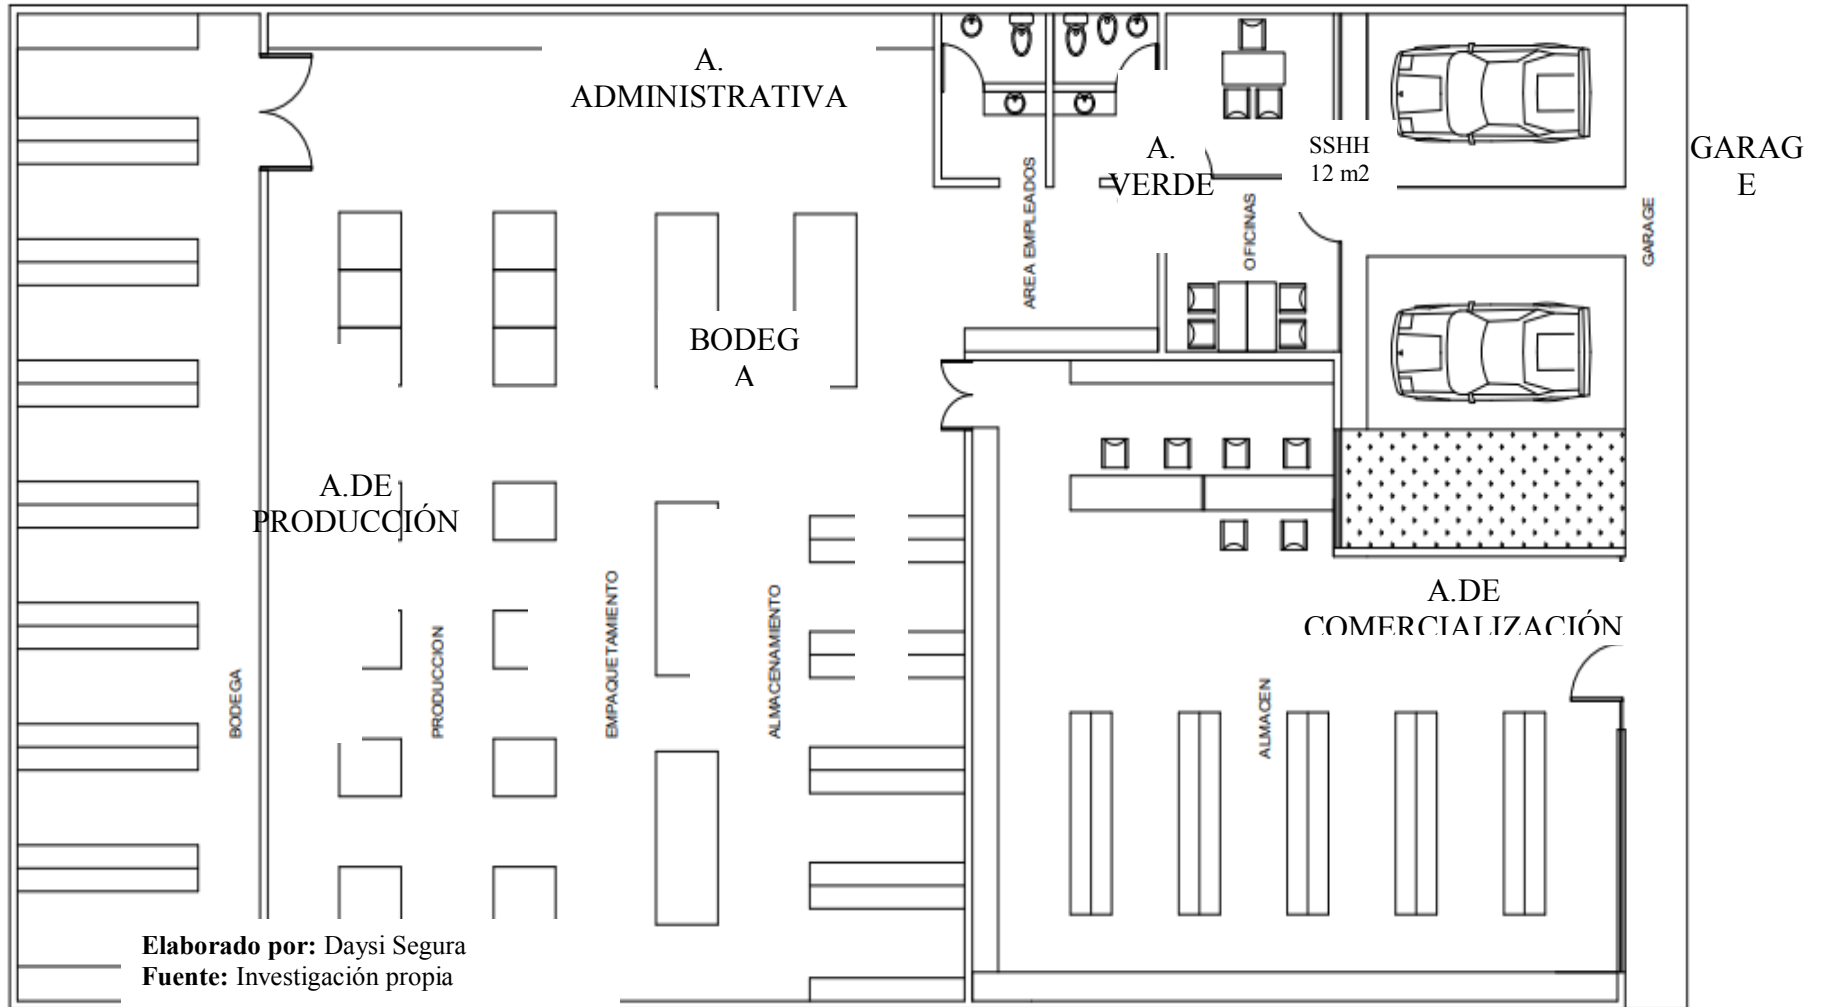 A.
ADMINISTRATIVA
A.
VERDE
SSHH
12 m2
GARAG
E
AREA EMPLEADOS
OFICINAS
GARAGE
BODEG
A
A.DE
PRODUCCIÓN
A.DE
COMERCIALIZACIÓN
BODEGA
PRODUCCION
EMPAQUETAMIENTO
ALMACENAMIENTO
ALMACEN
Elaborado por: Daysi Segura
Fuente: Investigación propia